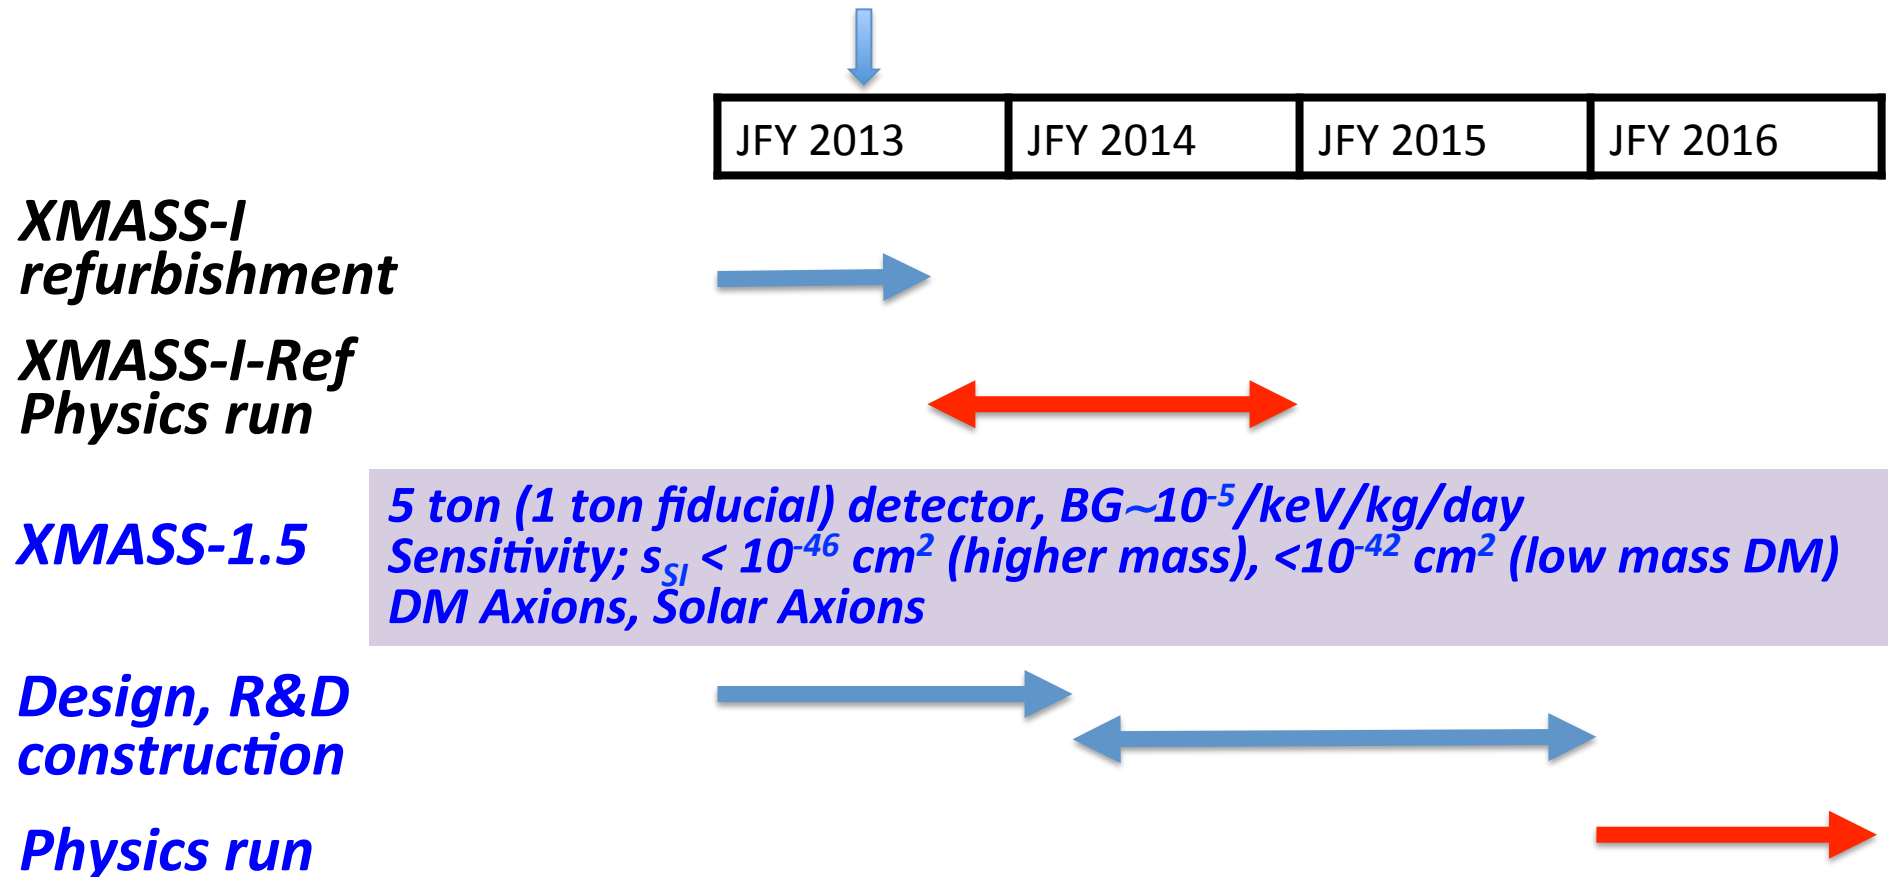 JFY 2013 JFY 2014 JFY 2015 JFY 2016
XMASS-I
refurbishment
XMASS-I-Ref
Physics run
XMASS-1.5
5 ton (1 ton fiducial) detector, BG~10⁻⁵/keV/kg/day
Sensitivity; s_SI < 10⁻⁴⁶ cm² (higher mass), <10⁻⁴² cm² (low mass DM)
DM Axions, Solar Axions
Design, R&D
construction
Physics run